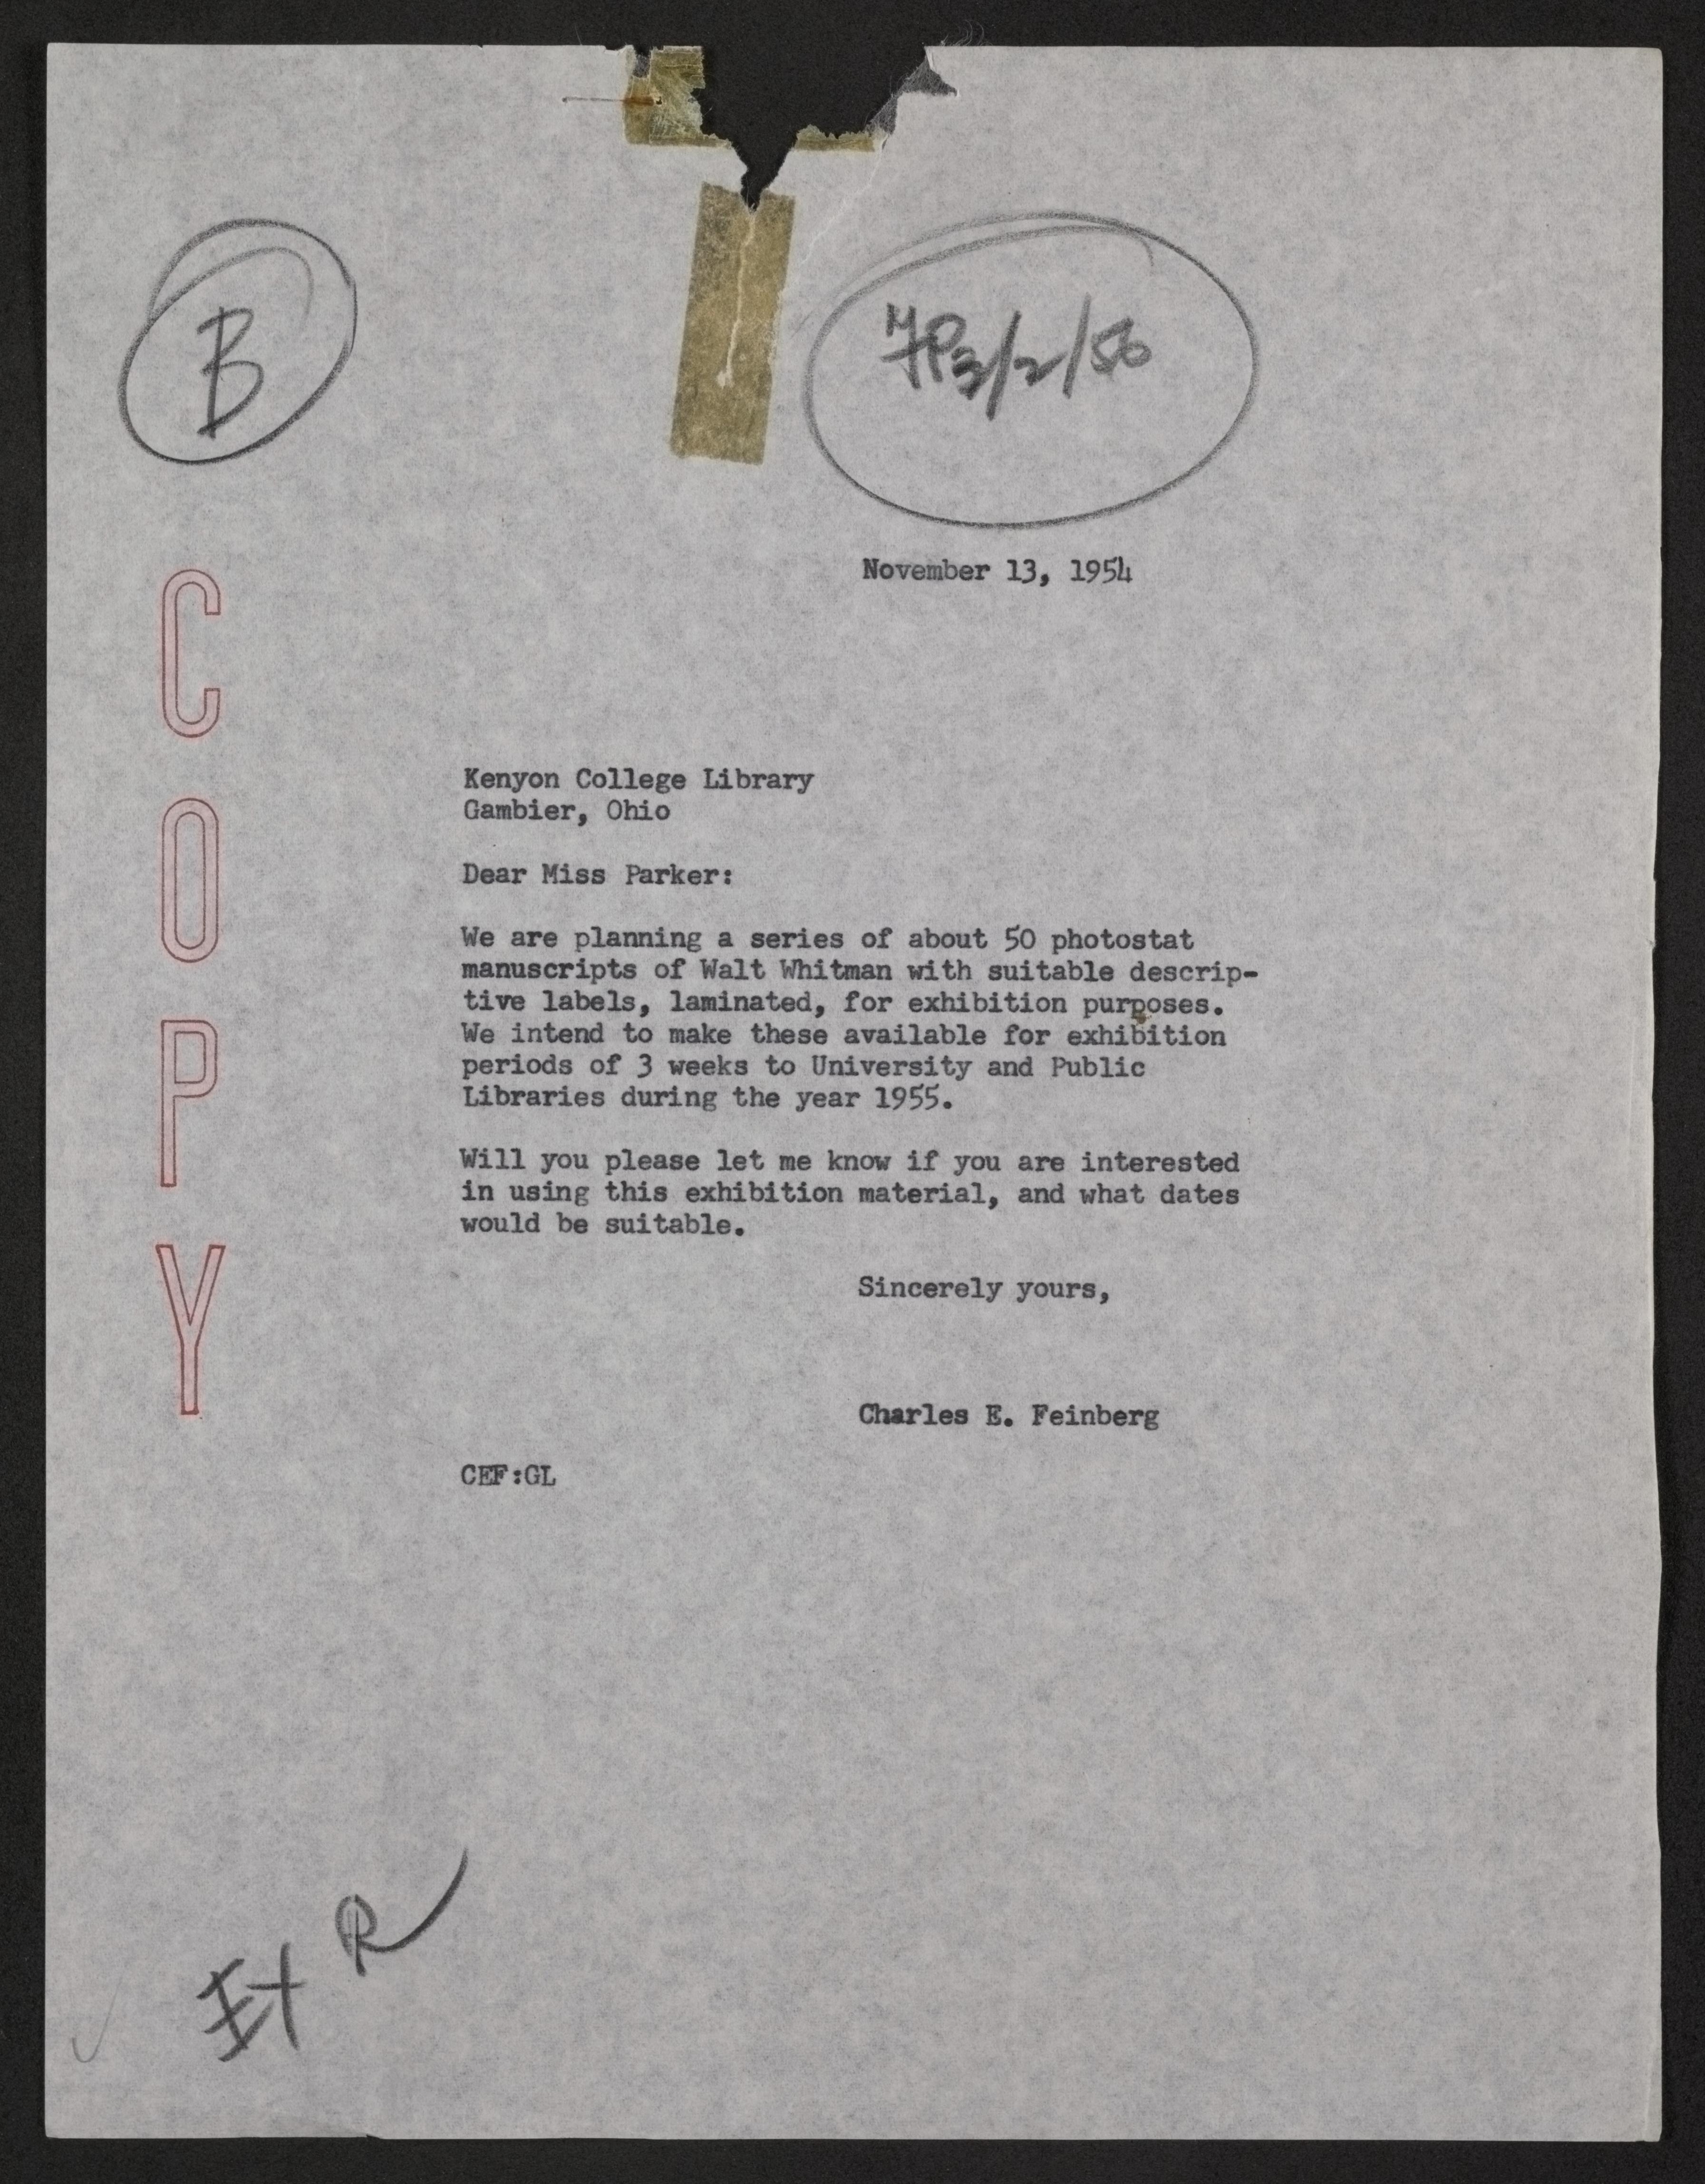 B
3/2/56
November 13, 1954
COPY
Kenyon College Library
Gambier, Ohio
Dear Miss Parker:
We are planning a series of about 50 photostat
manuscripts of Walt Whitman with suitable descrip-
tive labels, laminated, for exhibition purposes.
We intend to make these available for exhibition
periods of 3 weeks to University and Public
Libraries during the year 1955.
Will you please let me know if you are interested
in using this exhibition material, and what dates
would be suitable.
Sincerely yours,
Charles E. Feinberg
CEF:GL
R